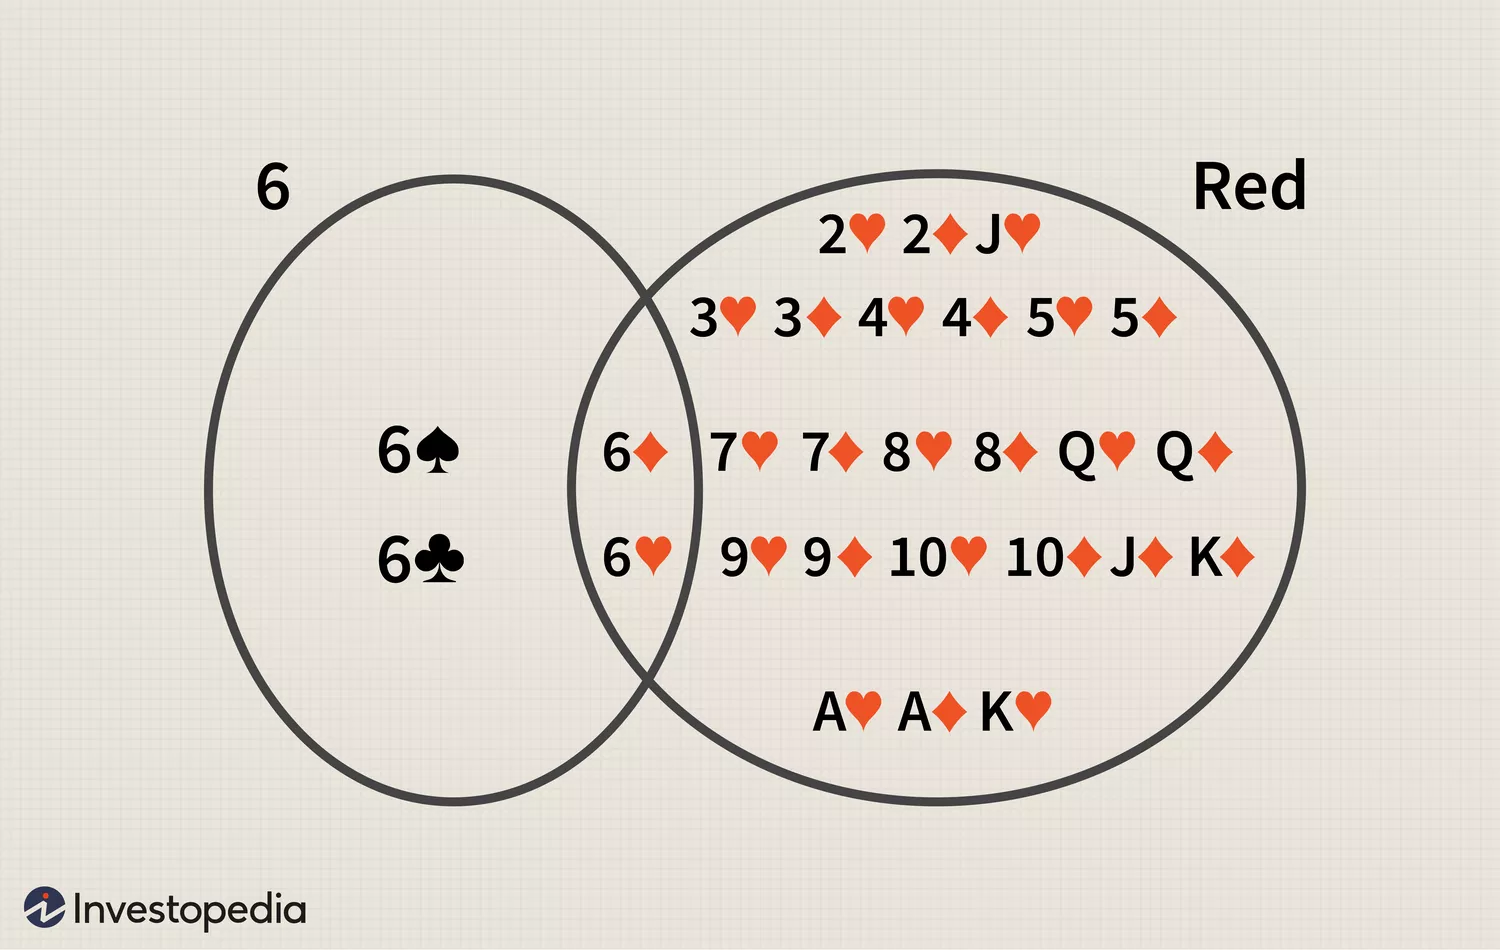 6
Red
2♥ 2♦ J♥
3♥ 3♦ 4♥ 4♦ 5♥ 5♦
6♠ 6♦ 7♥ 7♦ 8♥ 8♦ Q♥ Q♦
6♣ 6♥ 9♥ 9♦ 10♥ 10♦ J♦ K♦
A♥ A♦ K♥
Investopedia